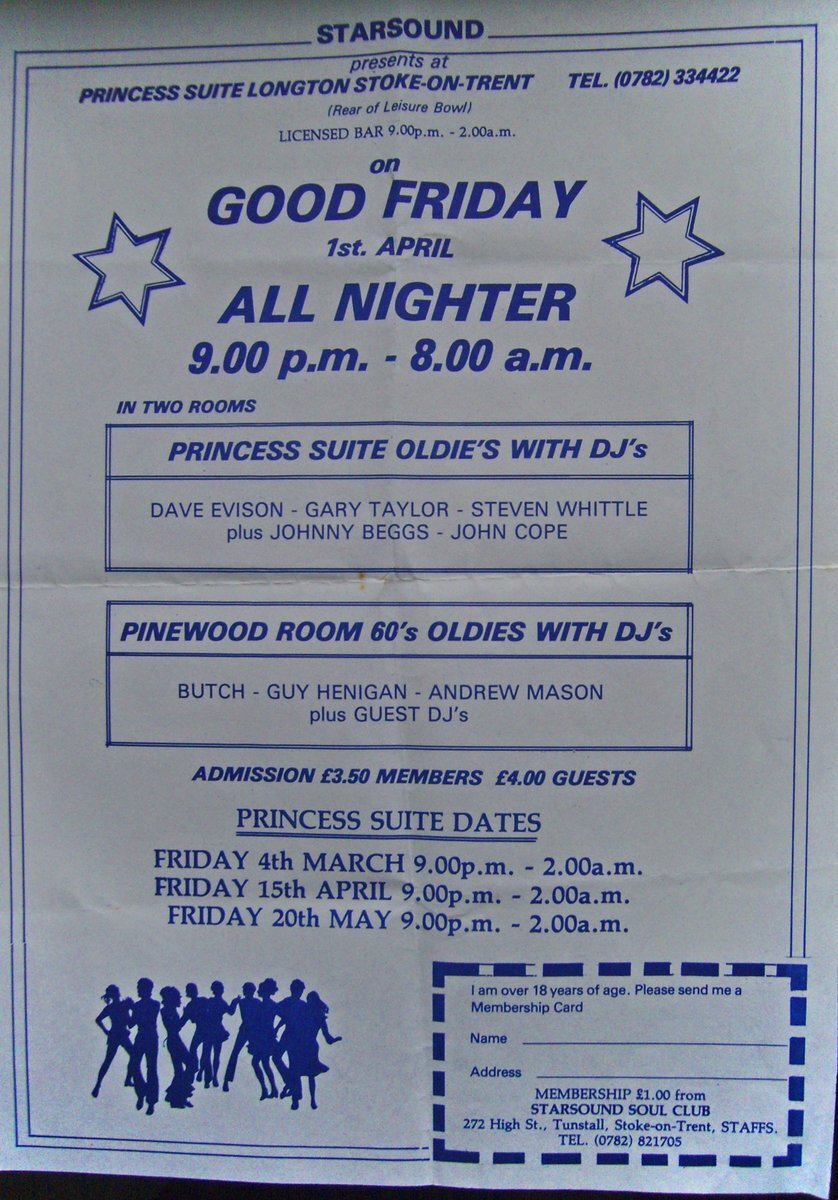 STARSOUND
presents at
PRINCESS SUITE LONGTON STOKE-ON-TRENT TEL. (0782) 334422
(Rear of Leisure Bowl)
LICENSED BAR 9.00p.m. - 2.00a.m.
on
GOOD FRIDAY
1st. APRIL
ALL NIGHTER
9.00 p.m. - 8.00 a.m.
IN TWO ROOMS
PRINCESS SUITE OLDIE'S WITH DJ's
DAVE EVISON - GARY TAYLOR - STEVEN WHITTLE
plus JOHNNY BEGGS - JOHN COPE
PINEWOOD ROOM 60's OLDIES WITH DJ's
BUTCH - GUY HENIGAN - ANDREW MASON
plus GUEST DJ's
ADMISSION £3.50 MEMBERS £4.00 GUESTS
PRINCESS SUITE DATES
FRIDAY 4th MARCH 9.00p.m. - 2.00a.m.
FRIDAY 15th APRIL 9.00p.m. - 2.00a.m.
FRIDAY 20th MAY 9.00p.m. - 2.00a.m.
I am over 18 years of age. Please send me a
Membership Card
Name
Address
MEMBERSHIP £1.00 from
STARSOUND SOUL CLUB
272 High St., Tunstall, Stoke-on-Trent, STAFFS.
TEL. (0782) 821705